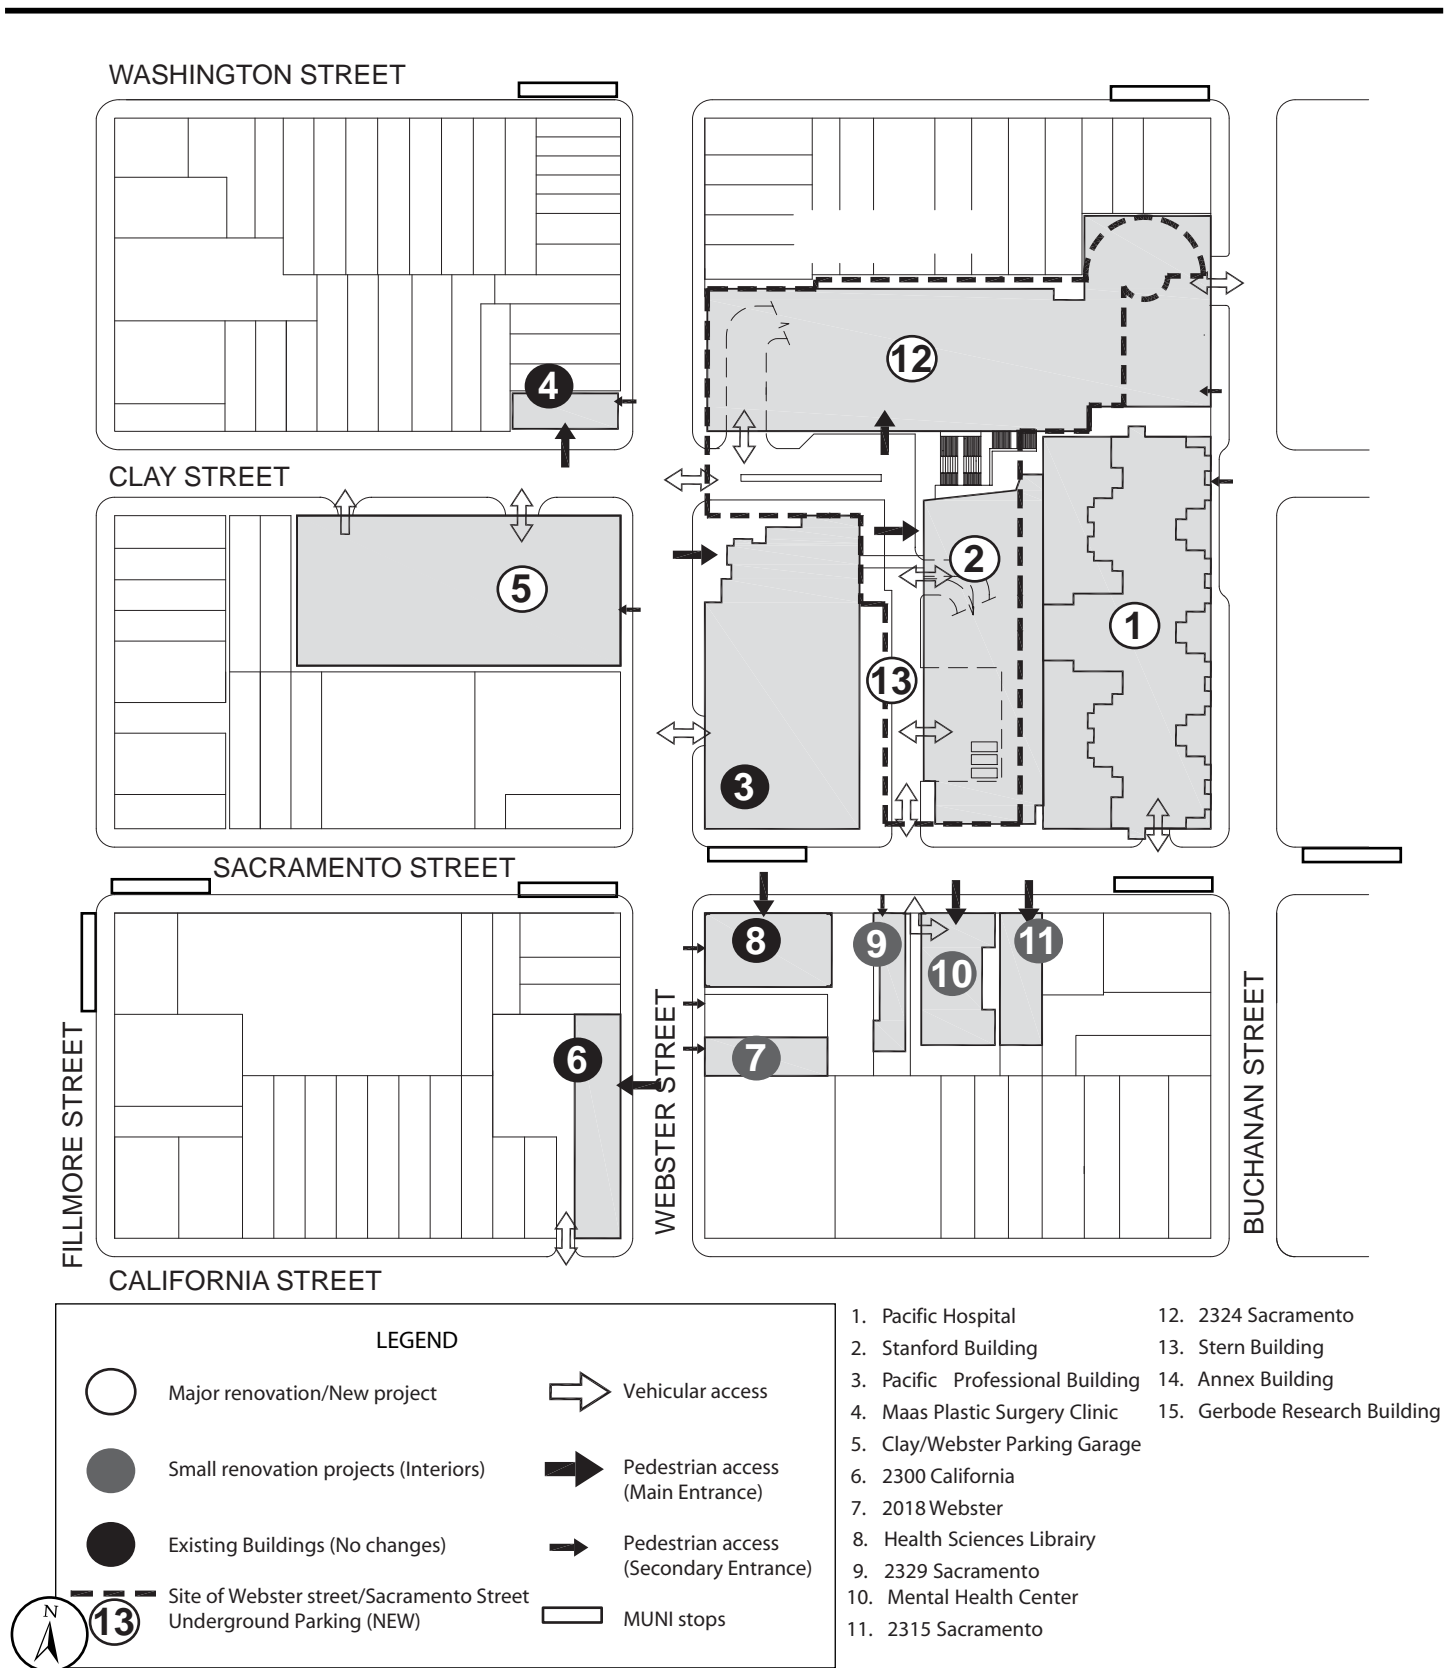 WASHINGTON STREET
12
4
CLAY STREET
2
5
1
13
3
SACRAMENTO STREET
8
9
10
11
6
7
FILLMORE STREET
WEBSTER STREET
BUCHANAN STREET
CALIFORNIA STREET
LEGEND
Major renovation/New project
Small renovation projects (Interiors)
Existing Buildings (No changes)
Site of Webster street/Sacramento Street
Underground Parking (NEW)
13
N
Vehicular access
Pedestrian access
(Main Entrance)
Pedestrian access
(Secondary Entrance)
MUNI stops
1. Pacific Hospital
2. Stanford Building
3. Pacific Professional Building
4. Maas Plastic Surgery Clinic
5. Clay/Webster Parking Garage
6. 2300 California
7. 2018 Webster
8. Health Sciences Librairy
9. 2329 Sacramento
10. Mental Health Center
11. 2315 Sacramento
12. 2324 Sacramento
13. Stern Building
14. Annex Building
15. Gerbode Research Building